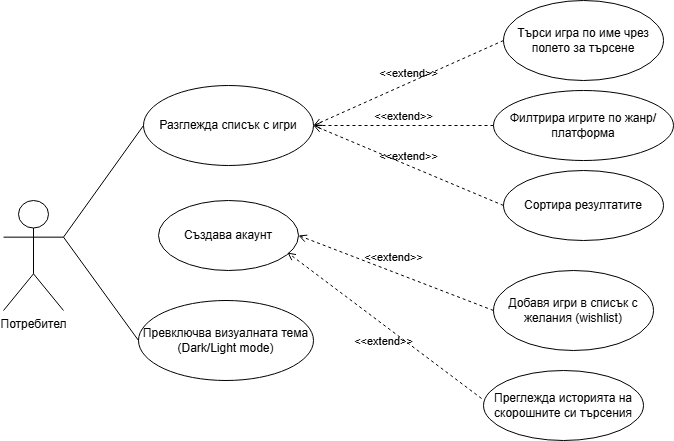 Търси игра по име чрез
полето за търсене
<<extend>>
Разглежда списък с игри
<<extend>>
Филтрира игрите по жанр/
платформа
<<extend>>
Сортира резултатите
Създава акаунт
<<extend>>
Потребител
Добавя игри в списък с
желания (wishlist)
Превключва визуалната тема
(Dark/Light mode)
<<extend>>
Преглежда историята на
скорошните си търсения